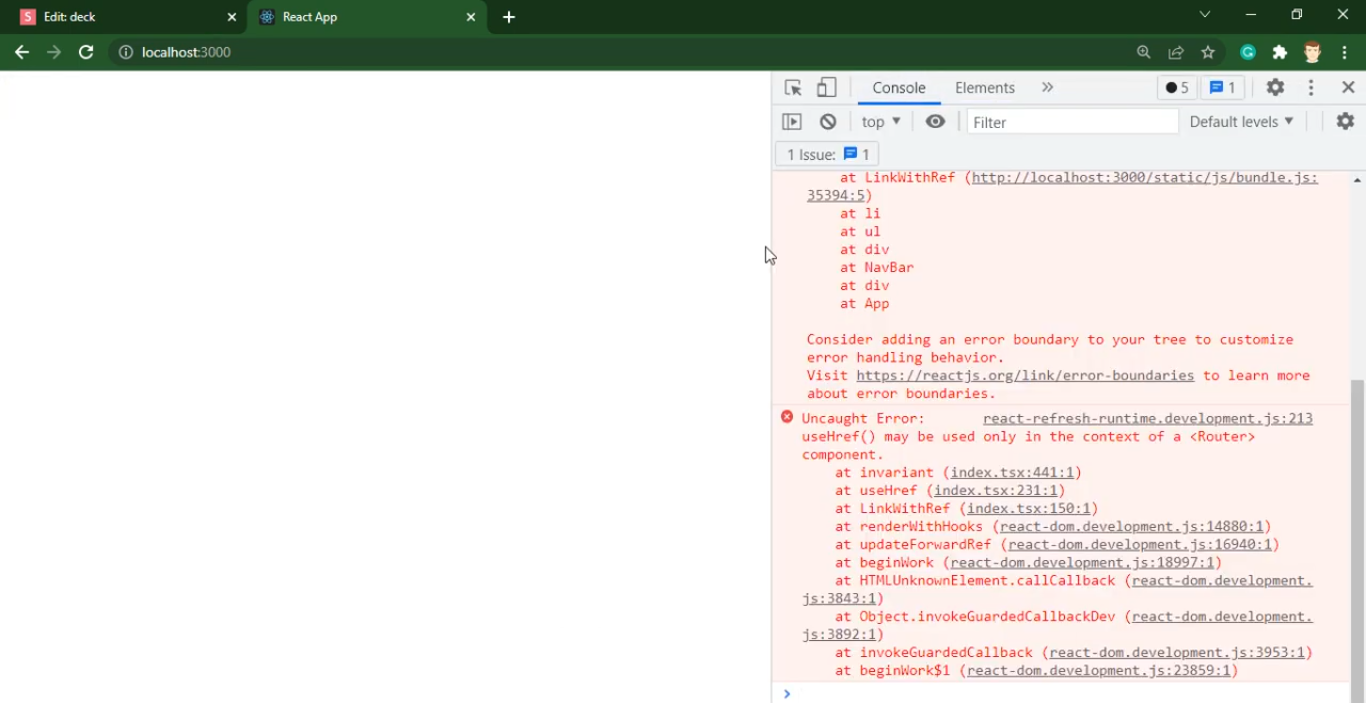 S Edit: deck
React App
localhost:3000
Console
Elements
5
1
top
Filter
Default levels
1 Issue: 1
at LinkWithRef (http://localhost:3000/static/js/bundle.js:
35394:5)
at li
at ul
at div
at NavBar
at div
at App
Consider adding an error boundary to your tree to customize
error handling behavior.
Visit https://reactjs.org/link/error-boundaries to learn more
about error boundaries.
Uncaught Error: react-refresh-runtime.development.js:213
useHref() may be used only in the context of a <Router>
component.
at invariant (index.tsx:441:1)
at useHref (index.tsx:231:1)
at LinkWithRef (index.tsx:150:1)
at renderWithHooks (react-dom.development.js:14880:1)
at updateForwardRef (react-dom.development.js:16940:1)
at beginWork (react-dom.development.js:18997:1)
at HTMLUnknownElement.callCallback (react-dom.development.
js:3843:1)
at Object.invokeGuardedCallbackDev (react-dom.development.
js:3892:1)
at invokeGuardedCallback (react-dom.development.js:3953:1)
at beginWork$1 (react-dom.development.js:23859:1)